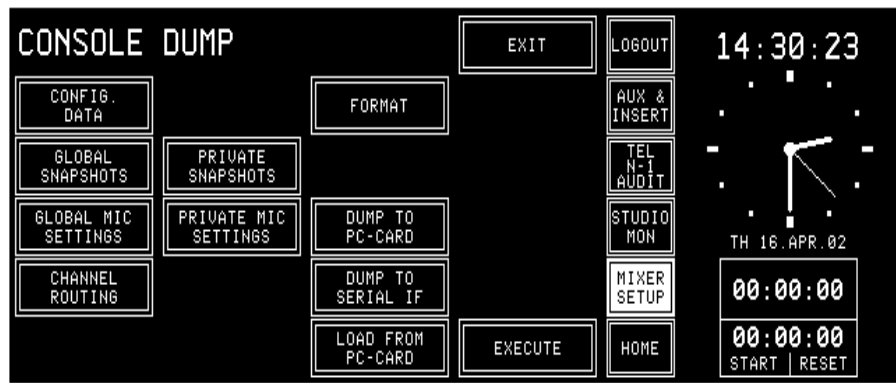 CONSOLE DUMP
EXIT
LOGOUT
14:30:23
CONFIG.
DATA
FORMAT
AUX &
INSERT
GLOBAL
SNAPSHOTS
PRIVATE
SNAPSHOTS
TEL
N-1
AUDIT
GLOBAL MIC
SETTINGS
PRIVATE MIC
SETTINGS
DUMP TO
PC-CARD
STUDIO
MON
TH 16.APR.02
CHANNEL
ROUTING
DUMP TO
SERIAL IF
MIXER
SETUP
00:00:00
LOAD FROM
PC-CARD
EXECUTE
HOME
00:00:00
START RESET